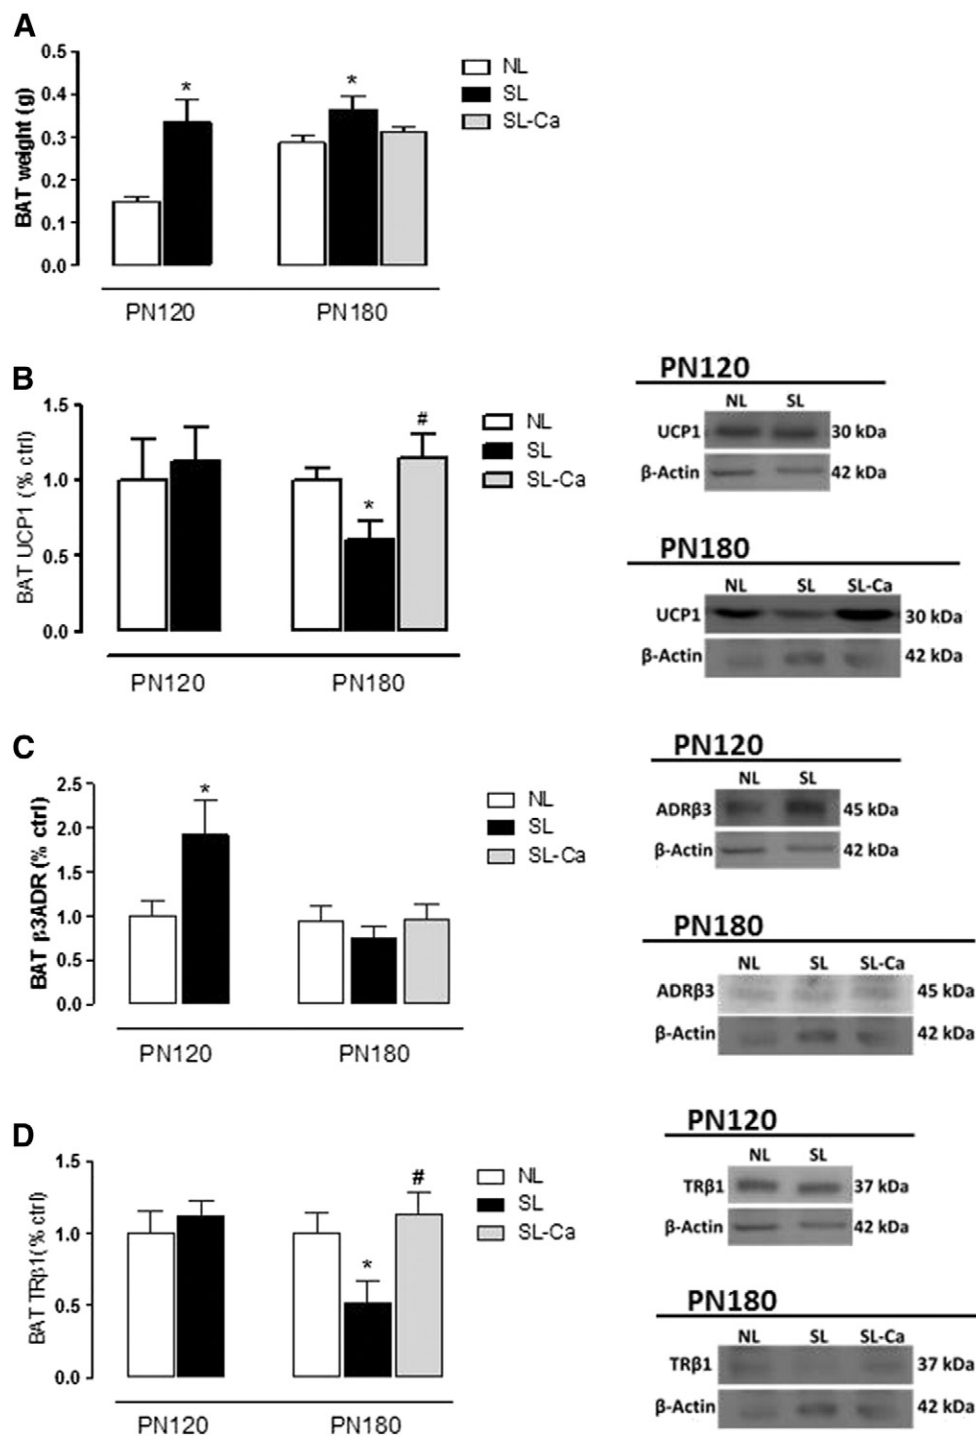 A
BAT weight (g)
0.5
0.4
0.3
0.2
0.1
0.0
*
*
NL
SL
SL-Ca
PN120 PN180
B
BAT UCP1 (% ctrl)
1.5
1.0
0.5
0.0
*
#
NL
SL
SL-Ca
PN120 PN180
PN120
NL SL
UCP1 30 kDa
β-Actin 42 kDa
PN180
NL SL SL-Ca
UCP1 30 kDa
β-Actin 42 kDa
C
BAT β3ADR (% ctrl)
2.5
2.0
1.5
1.0
0.5
0.0
*
NL
SL
SL-Ca
PN120 PN180
PN120
NL SL
ADRβ3 45 kDa
β-Actin 42 kDa
PN180
NL SL SL-Ca
ADRβ3 45 kDa
β-Actin 42 kDa
D
BAT TRβ1(% ctrl)
1.5
1.0
0.5
0.0
*
#
NL
SL
SL-Ca
PN120 PN180
PN120
NL SL
TRβ1 37 kDa
β-Actin 42 kDa
PN180
NL SL SL-Ca
TRβ1 37 kDa
β-Actin 42 kDa